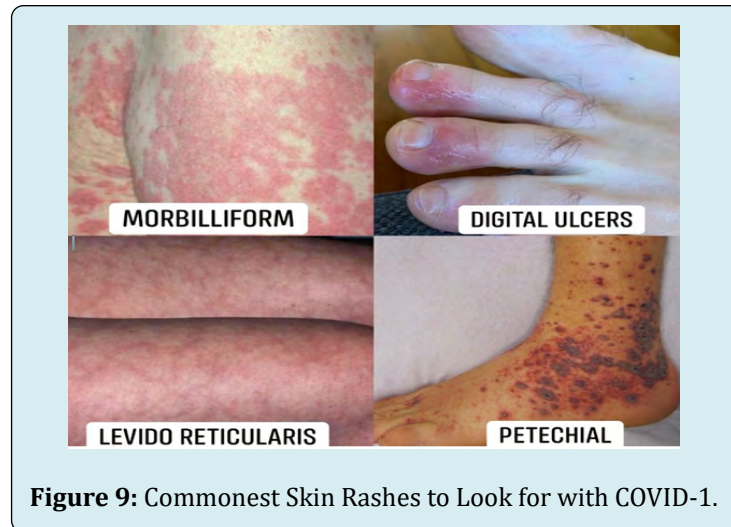 MORBILLIFORM
DIGITAL ULCERS
LEVIDO RETICULARIS
PETECHIAL
Figure 9: Commonest Skin Rashes to Look for with COVID-1.